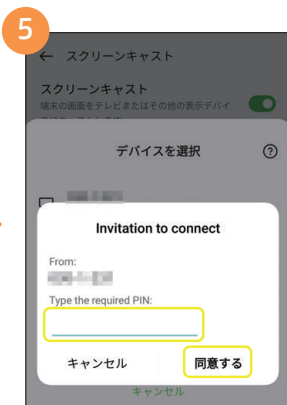 5
← スクリーンキャスト
スクリーンキャスト
端末の画面をテレビまたはその他の表示デバイ
デバイスを選択
Invitation to connect
From:
Type the required PIN:
キャンセル 同意する
キャンセル